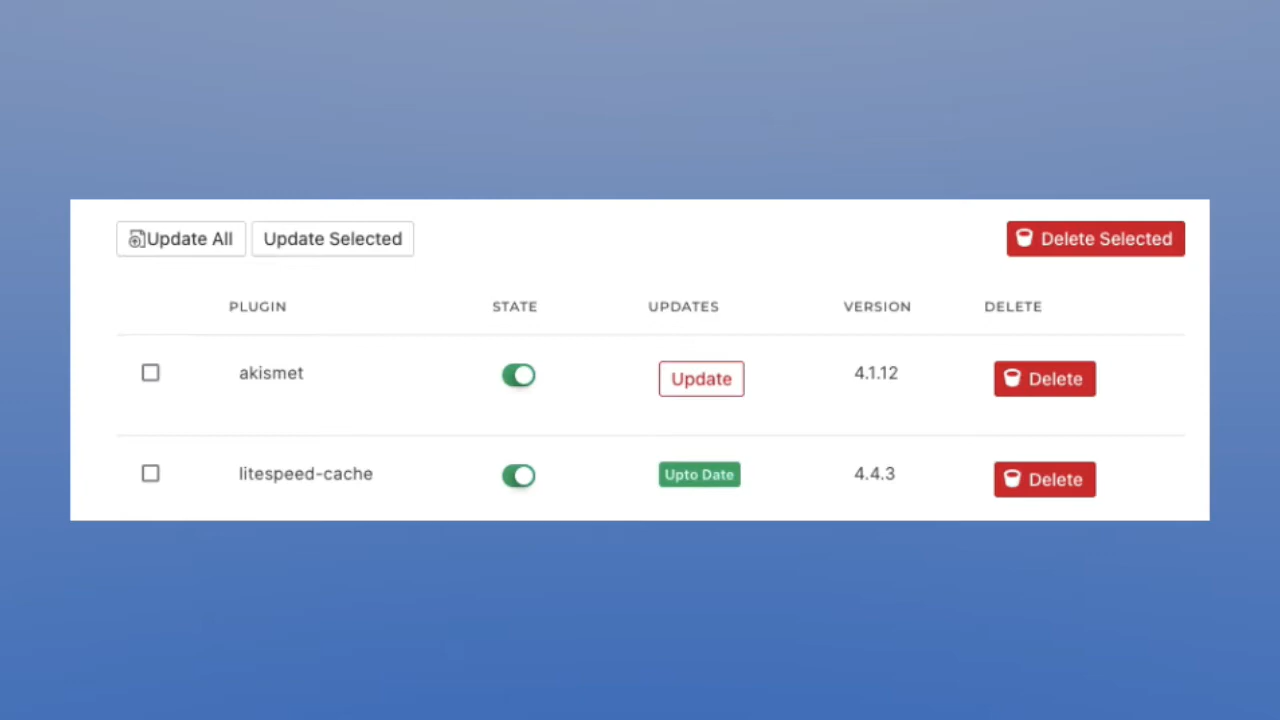 Update All Update Selected Delete Selected
PLUGIN STATE UPDATES VERSION DELETE
akismet Update 4.1.12 Delete
litespeed-cache Upto Date 4.4.3 Delete